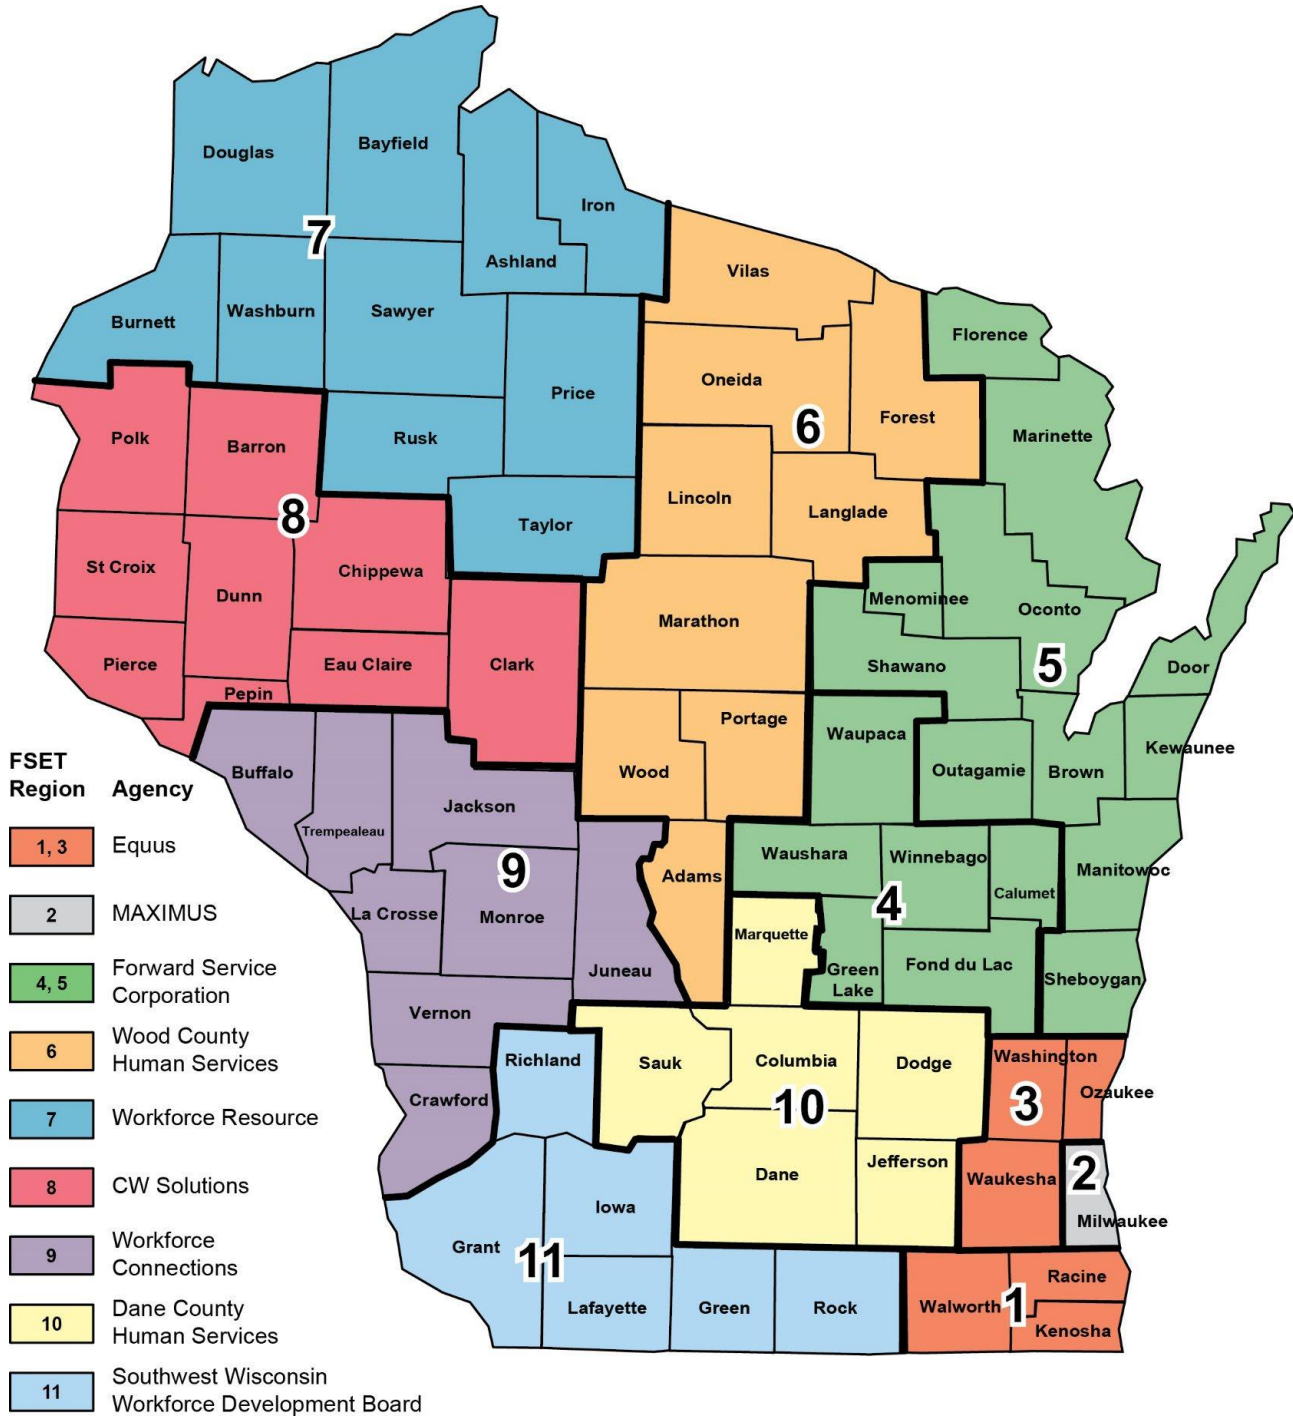 Douglas
Bayfield
Iron
7
Ashland
Vilas
Burnett
Washburn
Sawyer
Florence
Oneida
Price
6
Forest
Polk
Barron
Rusk
Marinette
8
Lincoln
Langlade
Taylor
St Croix
Chippewa
Dunn
Menominee
Oconto
Marathon
Pierce
Eau Claire
Clark
Shawano
5
Door
Pepin
Portage
Waupaca
Kewaunee
Buffalo
Wood
Outagamie
Brown
Jackson
Trempealeau
Waushara
Winnebago
Manitowoc
9
Adams
Calumet
4
La Crosse
Monroe
Marquette
Juneau
Green
Lake
Fond du Lac
Sheboygan
Vernon
Richland
Sauk
Columbia
Dodge
Washington
Crawford
10
3
Ozaukee
Dane
Jefferson
Waukesha
2
Milwaukee
Iowa
Grant
11
Lafayette
Green
Rock
Walworth
1
Racine
Kenosha
FSET
Region Agency
1, 3 Equus
2 MAXIMUS
4, 5 Forward Service
Corporation
6 Wood County
Human Services
7 Workforce Resource
8 CW Solutions
9 Workforce
Connections
10 Dane County
Human Services
11 Southwest Wisconsin
Workforce Development Board